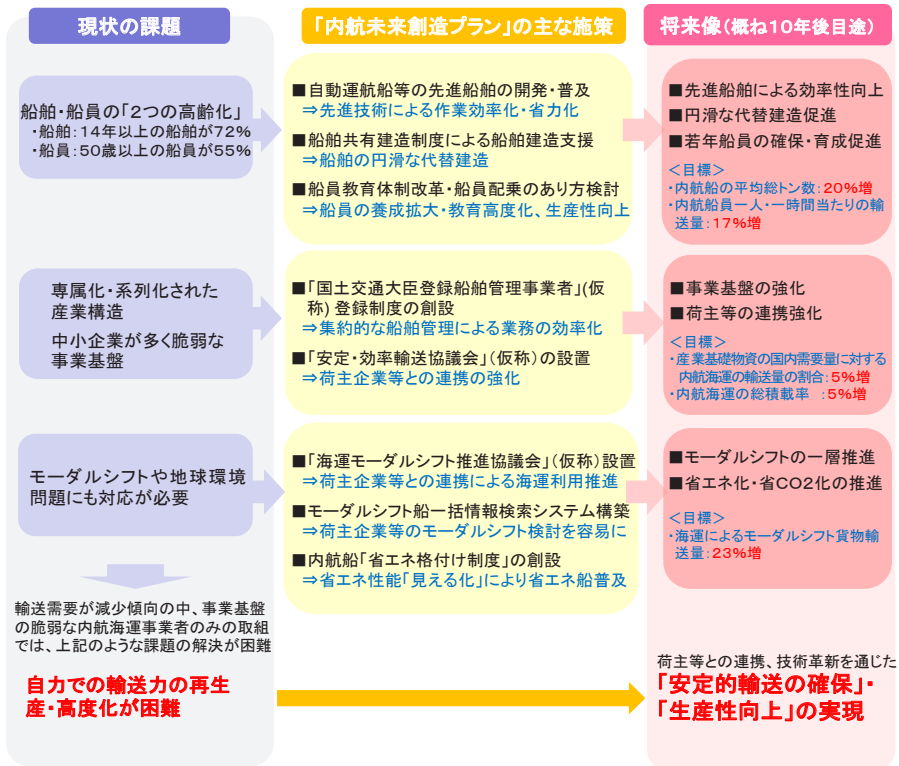 現状の課題
「内航未来創造プラン」の主な施策
将来像(概ね10年後目途)
船舶・船員の「2つの高齢化」
・船舶:14年以上の船舶が72%
・船員:50歳以上の船員が55%
■自動運航船等の先進船舶の開発・普及
⇒先進技術による作業効率化・省力化
■船舶共有建造制度による船舶建造支援
⇒船舶の円滑な代替建造
■船員教育体制改革・船員配乗のあり方検討
⇒船員の養成拡大・教育高度化、生産性向上
■先進船舶による効率性向上
■円滑な代替建造促進
■若年船員の確保・育成促進
<目標>
・内航船の平均総トン数:20%増
・内航船員一人・一時間当たりの輸
送量:17%増
専属化・系列化された
産業構造
中小企業が多く脆弱な
事業基盤
■「国土交通大臣登録船舶管理事業者」(仮
称) 登録制度の創設
⇒集約的な船舶管理による業務の効率化
■「安定・効率輸送協議会」(仮称)の設置
⇒荷主企業等との連携の強化
■事業基盤の強化
■荷主等の連携強化
<目標>
・産業基礎物資の国内需要量に対する
内航海運の輸送量の割合:5%増
・内航海運の総積載率 :5%増
モーダルシフトや地球環境
問題にも対応が必要
■「海運モーダルシフト推進協議会」(仮称)設置
⇒荷主企業等との連携による海運利用推進
■モーダルシフト船一括情報検索システム構築
⇒荷主企業等のモーダルシフト検討を容易に
■内航船「省エネ格付け制度」の創設
⇒省エネ性能「見える化」により省エネ船普及
■モーダルシフトの一層推進
■省エネ化・省CO2化の推進
<目標>
・海運によるモーダルシフト貨物輸
送量:23%増
輸送需要が減少傾向の中、事業基盤
の脆弱な内航海運事業者のみの取組
では、上記のような課題の解決が困難
自力での輸送力の再生
産・高度化が困難
荷主等との連携、技術革新を通じた
「安定的輸送の確保」・
「生産性向上」の実現